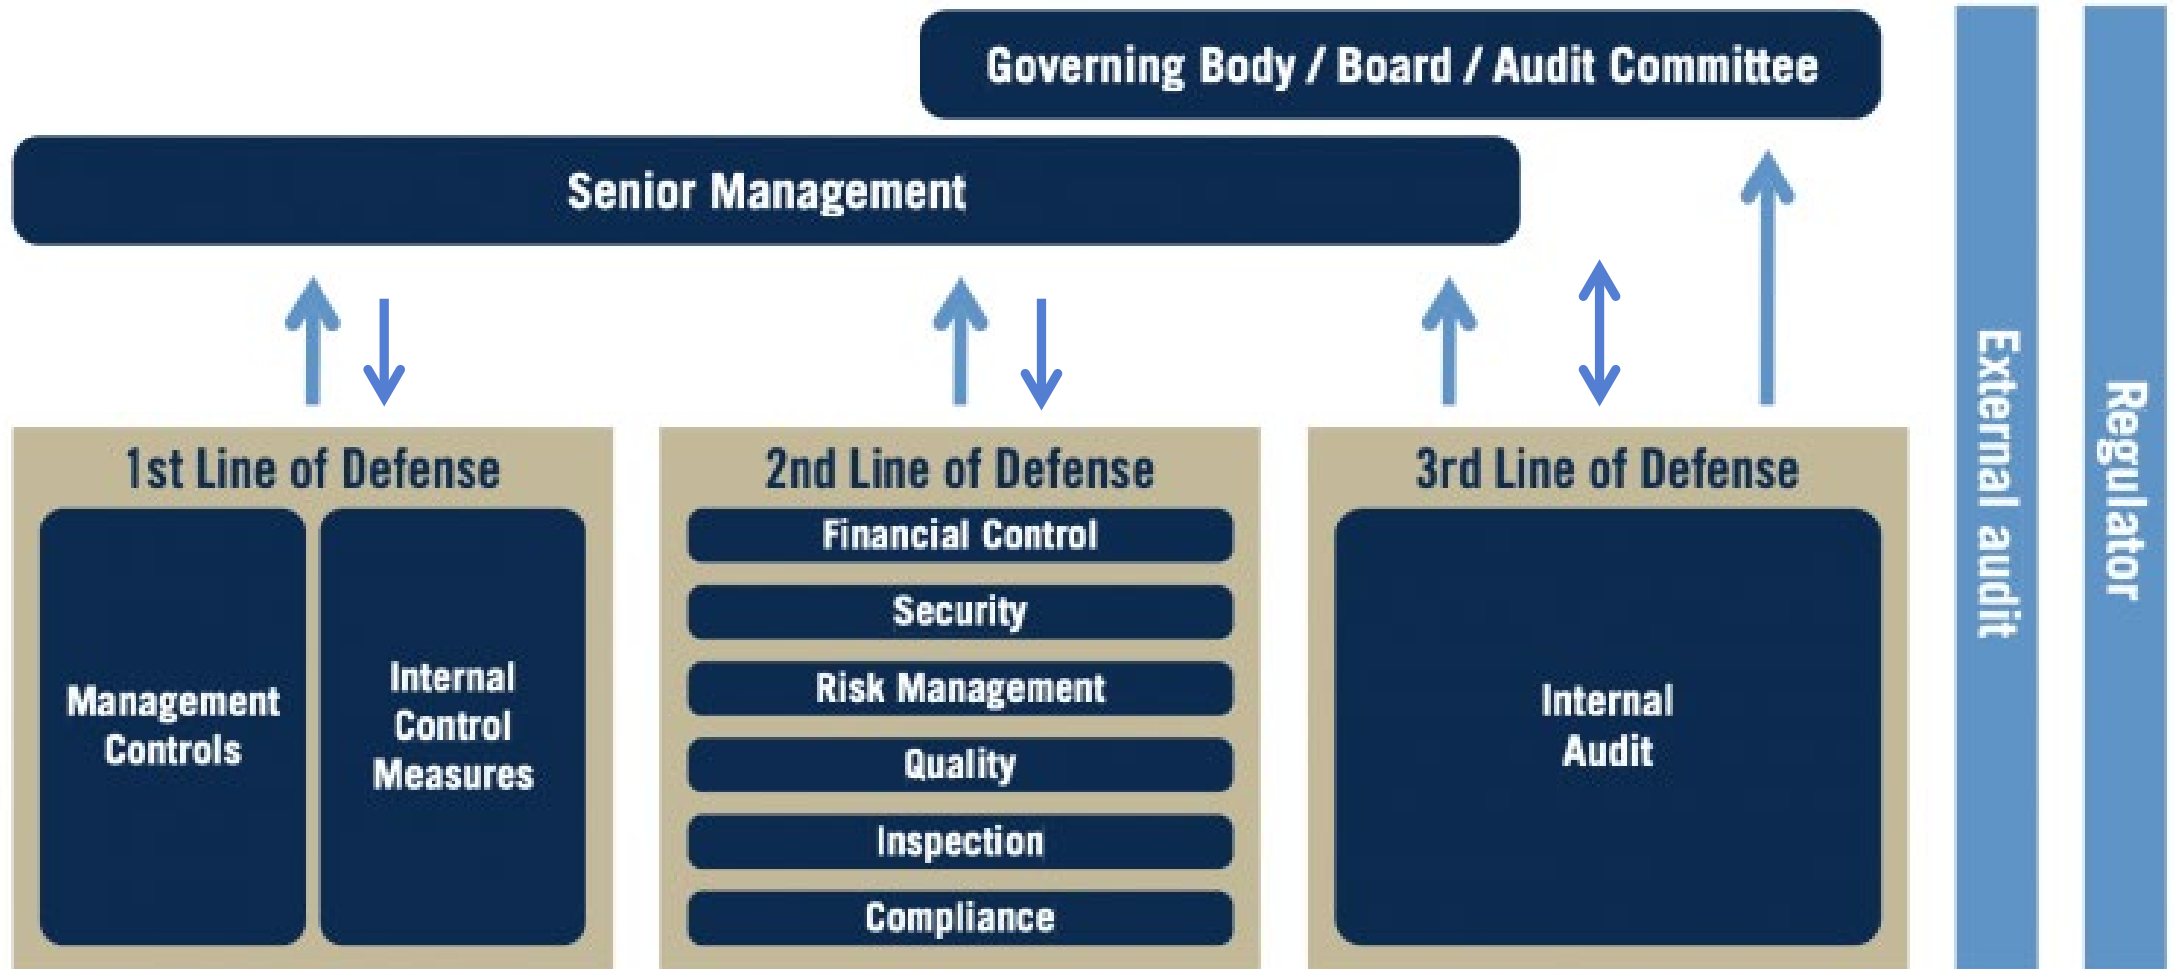 Governing Body / Board / Audit Committee
Senior Management
1st Line of Defense
Management
Controls
Internal
Control
Measures
2nd Line of Defense
Financial Control
Security
Risk Management
Quality
Inspection
Compliance
3rd Line of Defense
Internal
Audit
External audit
Regulator